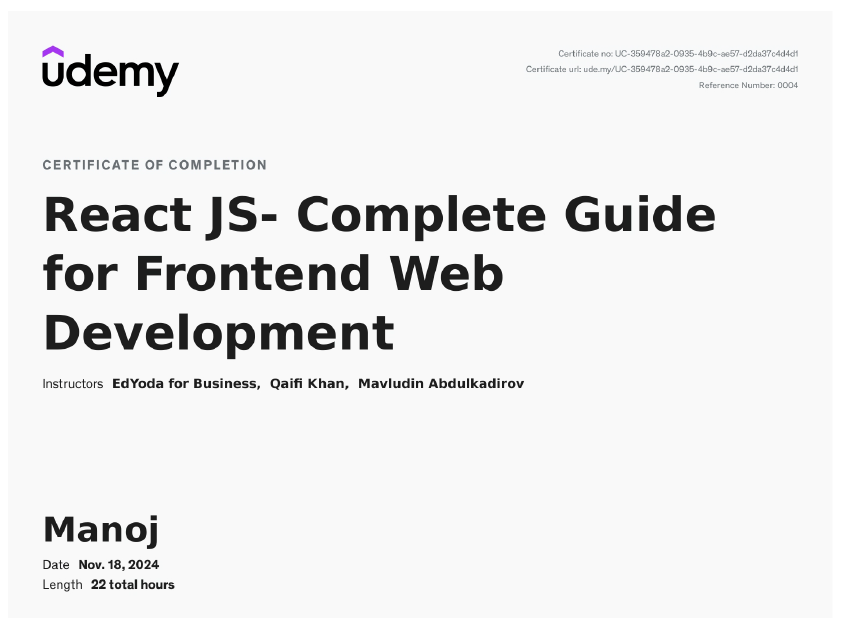 udemy
Certificate no: UC-359478a2-0935-4b9c-ae57-d2da37c4d4d1
Certificate url: ude.my/UC-359478a2-0935-4b9c-ae57-d2da37c4d4d1
Reference Number: 0004
CERTIFICATE OF COMPLETION
React JS- Complete Guide
for Frontend Web
Development
Instructors EdYoda for Business, Qaifi Khan, Mavludin Abdulkadirov
Manoj
Date Nov. 18, 2024
Length 22 total hours